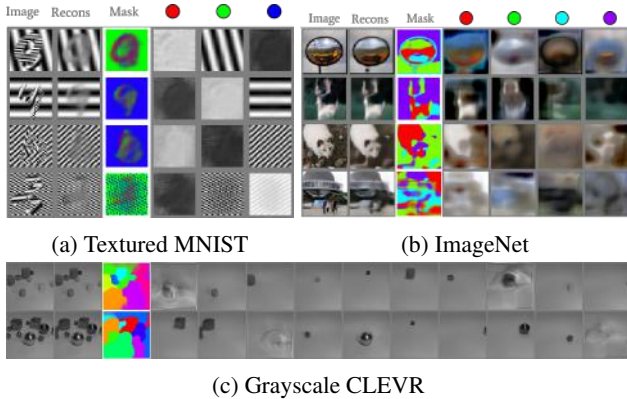 Image Recons Mask
Image Recons Mask
(a) Textured MNIST
(b) ImageNet
(c) Grayscale CLEVR